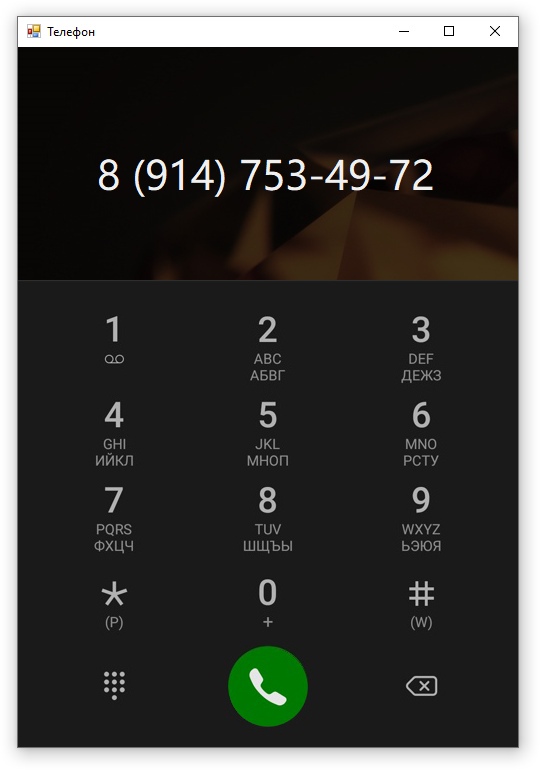 Телефон
8 (914) 753-49-72
1 2 3
ABC DEF
АБВГ ДЕЖЗ
4 5 6
GHI JKL MNO
ИЙКЛ МНОП РСТУ
7 8 9
PQRS TUV WXYZ
ФХЦЧ ШЩЪЫ ЬЭЮЯ
* 0 #
(P) + (W)